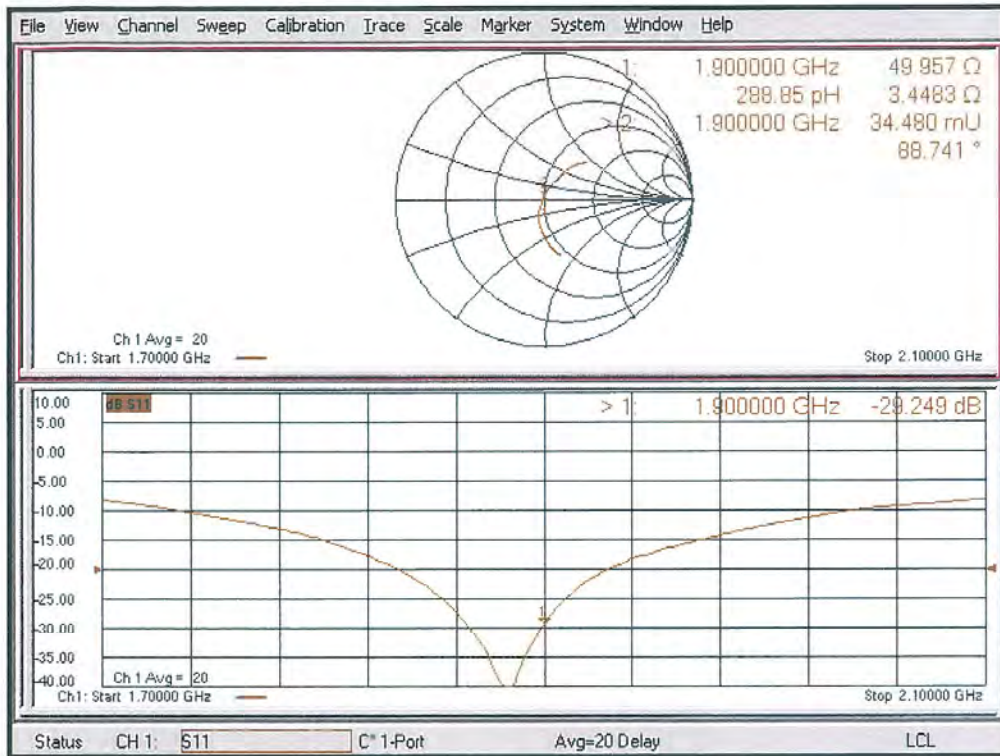 File View Channel Sweep Calibration Trace Scale Marker System Window Help
1: 1.900000 GHz 49.957 Ω
288.85 pH 3.4483 Ω
> 2: 1.900000 GHz 34.480 mU
68.741 °
Ch 1 Avg = 20
Ch1: Start 1.70000 GHz
Stop 2.10000 GHz
10.00 dB S11 > 1: 1.900000 GHz -29.249 dB
5.00
0.00
-5.00
-10.00
-15.00
-20.00
-25.00
1
-30.00
-35.00
-40.00 Ch 1 Avg = 20
Ch1: Start 1.70000 GHz
Stop 2.10000 GHz
Status CH 1: S11 C* 1-Port Avg=20 Delay LCL